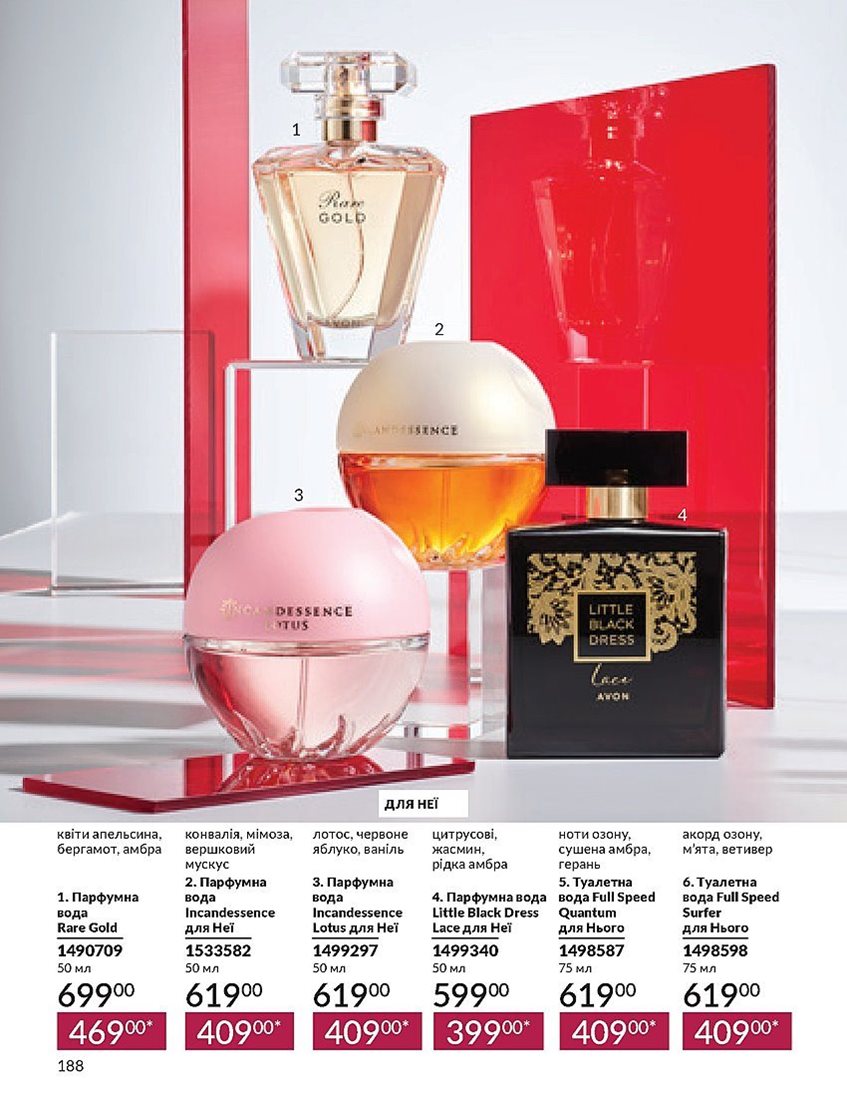 1
Rare
GOLD
AVON
2
INCANDESSENCE
3
INCANDESSENCE
LOTUS
4
LITTLE
BLACK
DRESS
Lace
AVON
ДЛЯ НЕЇ
квіти апельсина,
бергамот, амбра
1. Парфумна
вода
Rare Gold
1490709
50 мл
69900
46900*
конвалія, мімоза,
вершковий
мускус
2. Парфумна
вода
Incandessence
для Неї
1533582
50 мл
61900
40900*
лотос, червоне
яблуко, ваніль
3. Парфумна
вода
Incandessence
Lotus для Неї
1499297
50 мл
61900
40900*
цитрусові,
жасмин,
рідка амбра
4. Парфумна вода
Little Black Dress
Lace для Неї
1499340
50 мл
59900
39900*
ноти озону,
сушена амбра,
герань
5. Туалетна
вода Full Speed
Quantum
для Нього
1498587
75 мл
61900
40900*
акорд озону,
м'ята, ветивер
6. Туалетна
вода Full Speed
Surfer
для Нього
1498598
75 мл
61900
40900*
188